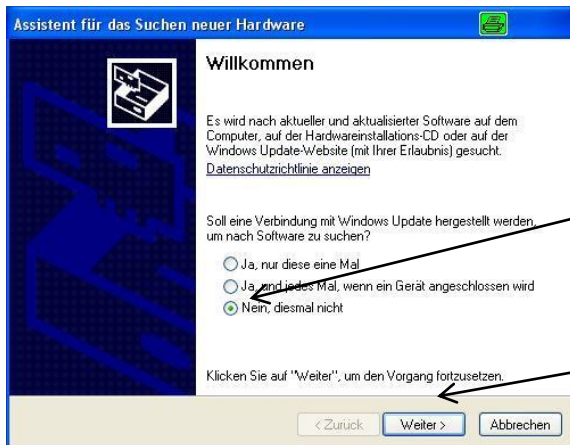 Assistent für das Suchen neuer Hardware
Willkommen
Es wird nach aktueller und aktualisierter Software auf dem
Computer, auf der Hardwareinstallations-CD oder auf der
Windows Update-Website (mit Ihrer Erlaubnis) gesucht.
Datenschutzrichtlinie anzeigen
Soll eine Verbindung mit Windows Update hergestellt werden,
um nach Software zu suchen?
Ja, nur diese eine Mal
Ja, und jedes Mal, wenn ein Gerät angeschlossen wird
Nein, diesmal nicht
Klicken Sie auf "Weiter", um den Vorgang fortzusetzen.
< Zurück Weiter > Abbrechen